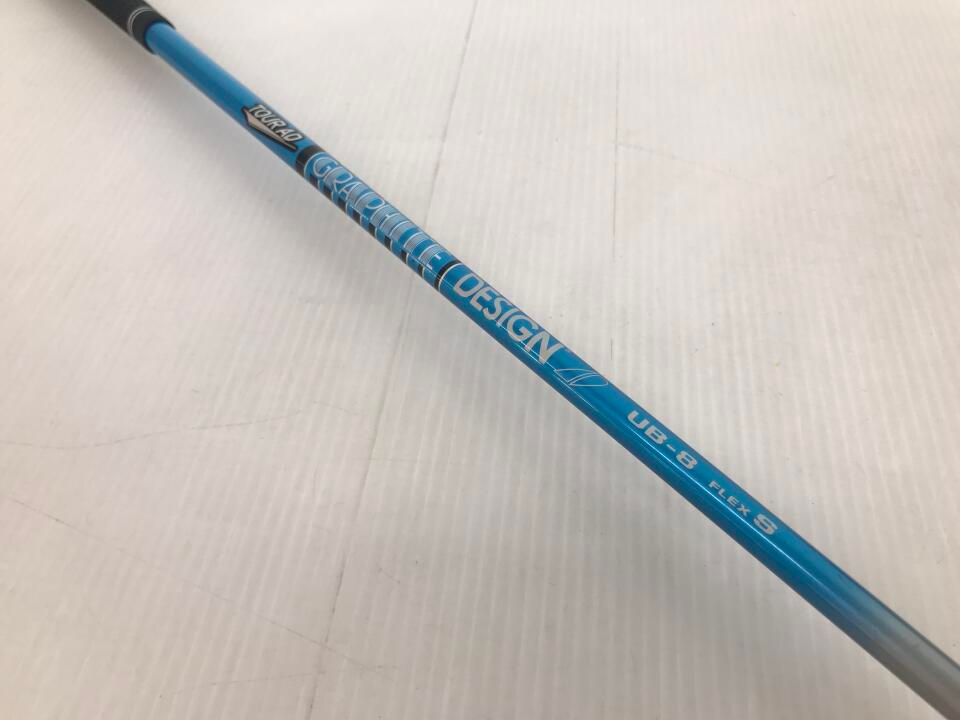 TOUR AD
GRAPHITE DESIGN
UB-8
FLEX S